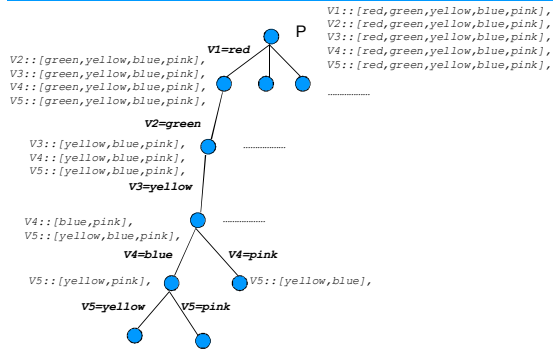 V1::[red,green,yellow,blue,pink],
V2::[red,green,yellow,blue,pink],
V3::[red,green,yellow,blue,pink],
V4::[red,green,yellow,blue,pink],
V5::[red,green,yellow,blue,pink],
P
V1=red
V2::[green,yellow,blue,pink],
V3::[green,yellow,blue,pink],
V4::[green,yellow,blue,pink],
V5::[green,yellow,blue,pink],
....................
V2=green
V3::[yellow,blue,pink],
V4::[yellow,blue,pink],
V5::[yellow,blue,pink],
....................
V3=yellow
V4::[blue,pink],
V5::[yellow,blue,pink],
....................
V4=blue
V4=pink
V5::[yellow,pink],
V5::[yellow,blue],
V5=yellow
V5=pink